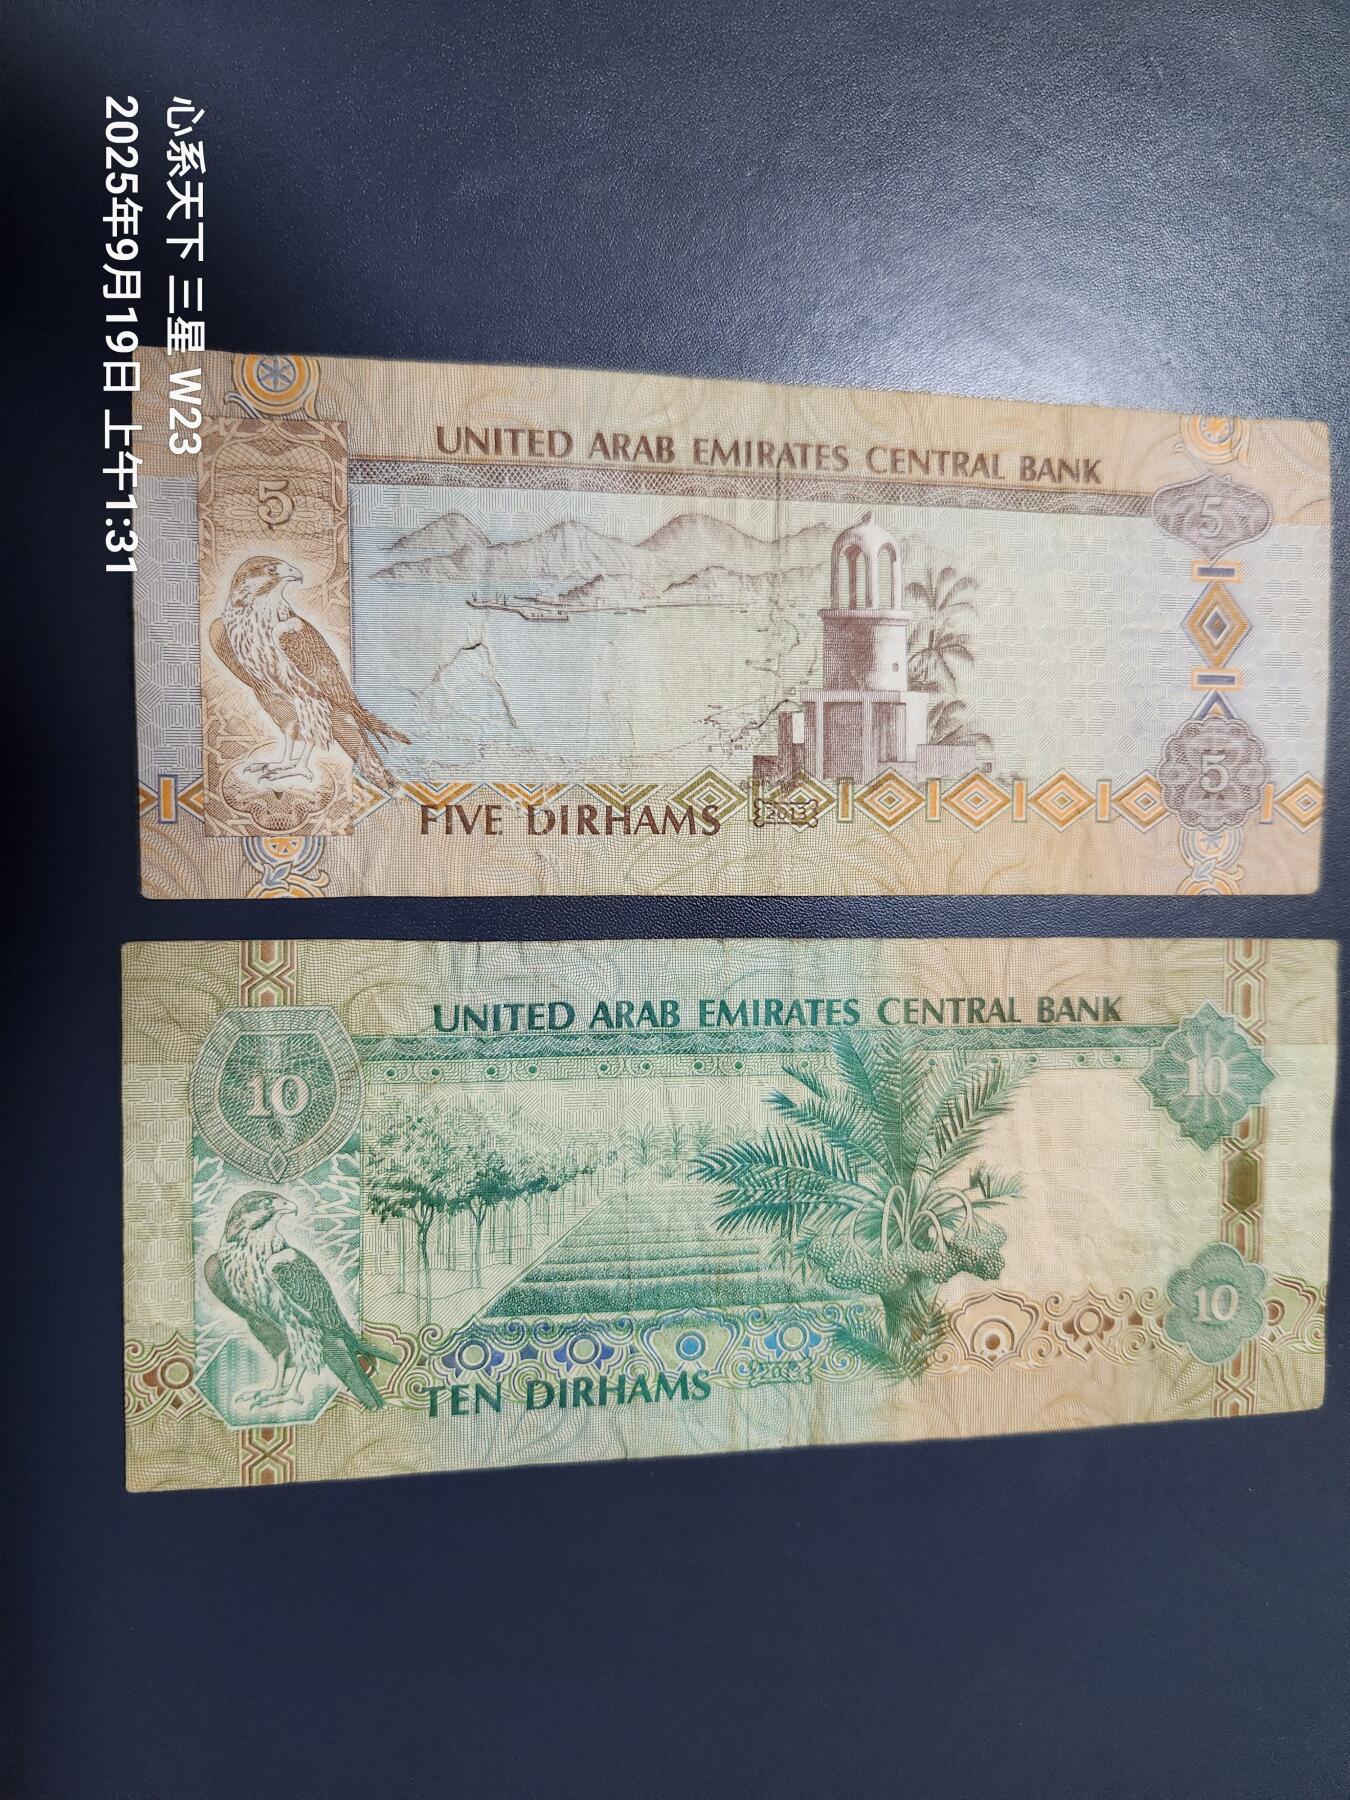 心系天下 三星 W23
2025年9月19日 上午1:31
UNITED ARAB EMIRATES CENTRAL BANK
5
5
5
FIVE DIRHAMS
2013
UNITED ARAB EMIRATES CENTRAL BANK
10
10
10
TEN DIRHAMS